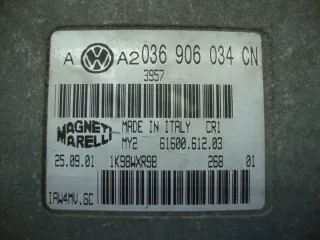 A VW A2 036 906 034 CN
3957
MAGNETI MARELLI
MADE IN ITALY CR1
MY2 61600.612.03
25.09.01 1K9BWXR9B 268 01
IAW4MV.GC